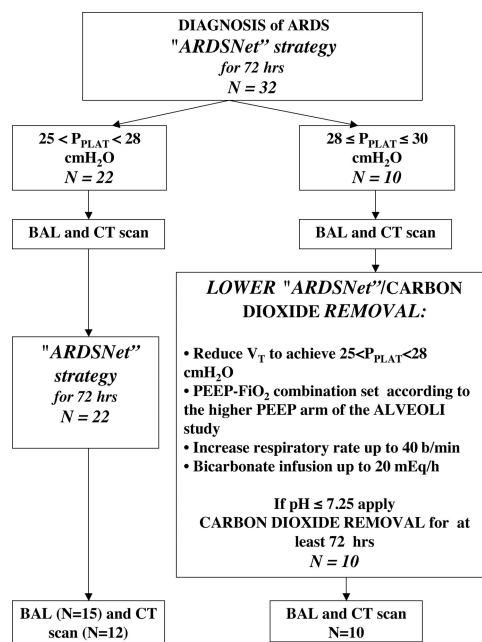 DIAGNOSIS of ARDS
"ARDSNet” strategy
for 72 hrs
N = 32
25 < P_PLAT < 28
cmH₂O
N = 22
28 ≤ P_PLAT ≤ 30
cmH₂O
N = 10
BAL and CT scan
BAL and CT scan
"ARDSNet”
strategy
for 72 hrs
N = 22
LOWER "ARDSNet”/CARBON
DIOXIDE REMOVAL:
• Reduce V_T to achieve 25<P_PLAT<28
cmH₂O
• PEEP-FiO₂ combination set according to
the higher PEEP arm of the ALVEOLI
study
• Increase respiratory rate up to 40 b/min
• Bicarbonate infusion up to 20 mEq/h
If pH ≤ 7.25 apply
CARBON DIOXIDE REMOVAL for at
least 72 hrs
N = 10
BAL (N=15) and CT
scan (N=12)
BAL and CT scan
N=10